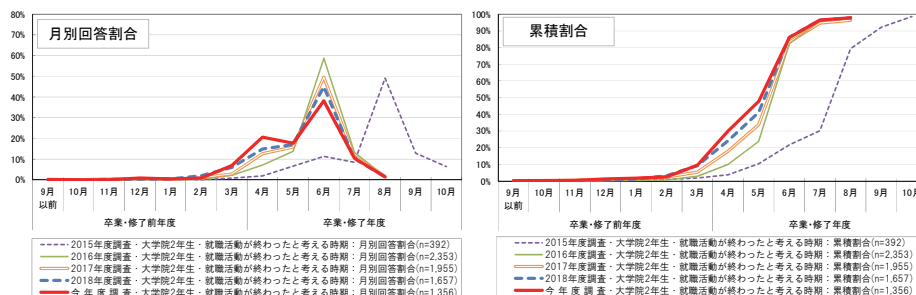 月別回答割合
80%
70%
60%
50%
40%
30%
20%
10%
0%
9月 10月 11月 12月 1月 2月 3月 4月 5月 6月 7月 8月 9月 10月
以前
卒業・修了前年度 卒業・修了年度
2015年度調査・大学院2年生・就職活動が終わったと考える時期：月別回答割合(n=392)
2016年度調査・大学院2年生・就職活動が終わったと考える時期：月別回答割合(n=2,353)
2017年度調査・大学院2年生・就職活動が終わったと考える時期：月別回答割合(n=1,955)
2018年度調査・大学院2年生・就職活動が終わったと考える時期：月別回答割合(n=1,657)
今 年 度 調 査・大学院2年生・就職活動が終わったと考える時期：月別回答割合(n=1,356)
累積割合
100%
90%
80%
70%
60%
50%
40%
30%
20%
10%
0%
9月 10月 11月 12月 1月 2月 3月 4月 5月 6月 7月 8月 9月 10月
以前
卒業・修了前年度 卒業・修了年度
2015年度調査・大学院2年生・就職活動が終わったと考える時期：累積割合(n=392)
2016年度調査・大学院2年生・就職活動が終わったと考える時期：累積割合(n=2,353)
2017年度調査・大学院2年生・就職活動が終わったと考える時期：累積割合(n=1,955)
2018年度調査・大学院2年生・就職活動が終わったと考える時期：累積割合(n=1,657)
今 年 度 調 査・大学院2年生・就職活動が終わったと考える時期：累積割合(n=1,356)